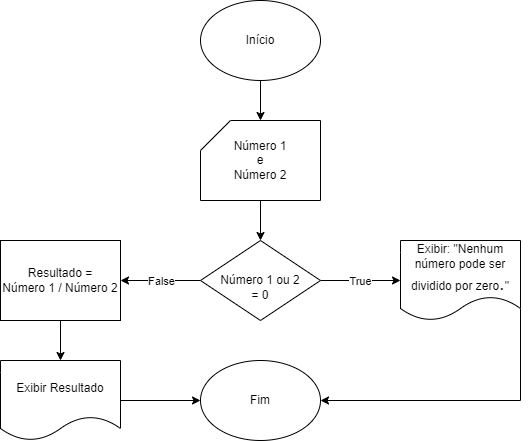 Início
Número 1
e
Número 2
Resultado =
Número 1 / Número 2
False
Número 1 ou 2
= 0
True
Exibir: "Nenhum
número pode ser
dividido por zero."
Exibir Resultado
Fim